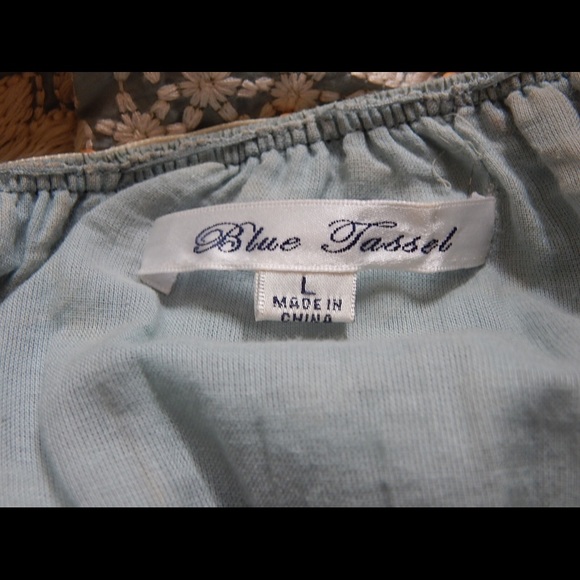 Blue Tassel
L
MADE IN
CHINA